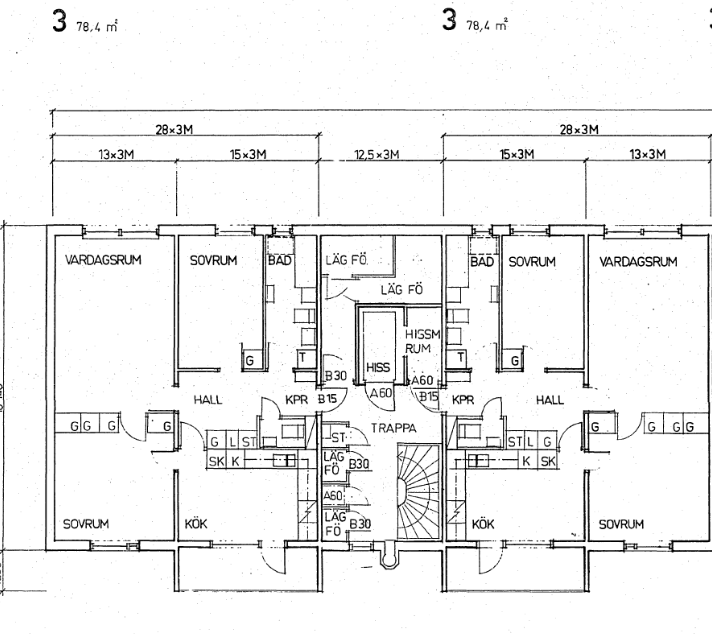 3 78,4 m²
3 78,4 m²
28×3M
28×3M
13×3M
15×3M
12,5×3M
15×3M
13×3M
VARDAGSRUM
SOVRUM
BAD
LÄG FÖ
LÄG FÖ
BAD
SOVRUM
VARDAGSRUM
HISSM
RUM
G
T
HISS
T
G
B30
A60
A60
HALL
KPR
B15
B15
KPR
HALL
TRAPPA
G G G
G
G
G G G
G L ST
ST
ST L G
SK K
LÄG
FÖ
B30
K SK
A60
SOVRUM
KÖK
LÄG
FÖ
B30
KÖK
SOVRUM